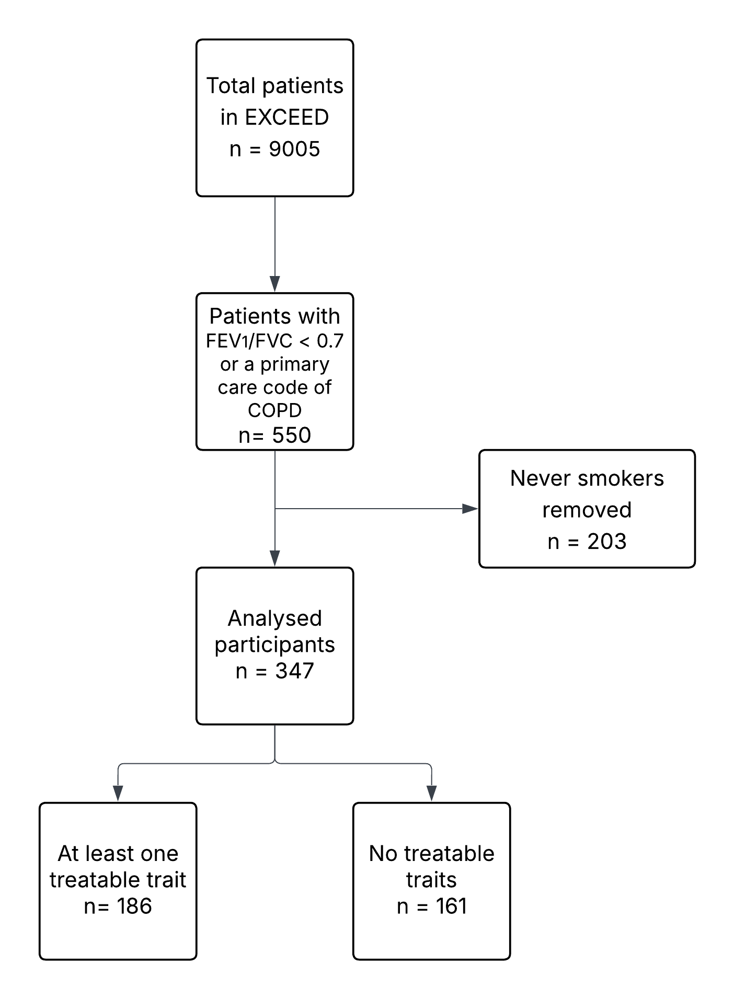 Total patients
in EXCEED
n = 9005
Patients with
FEV1/FVC < 0.7
or a primary
care code of
COPD
n= 550
Never smokers
removed
n = 203
Analysed
participants
n = 347
At least one
treatable trait
n= 186
No treatable
traits
n = 161